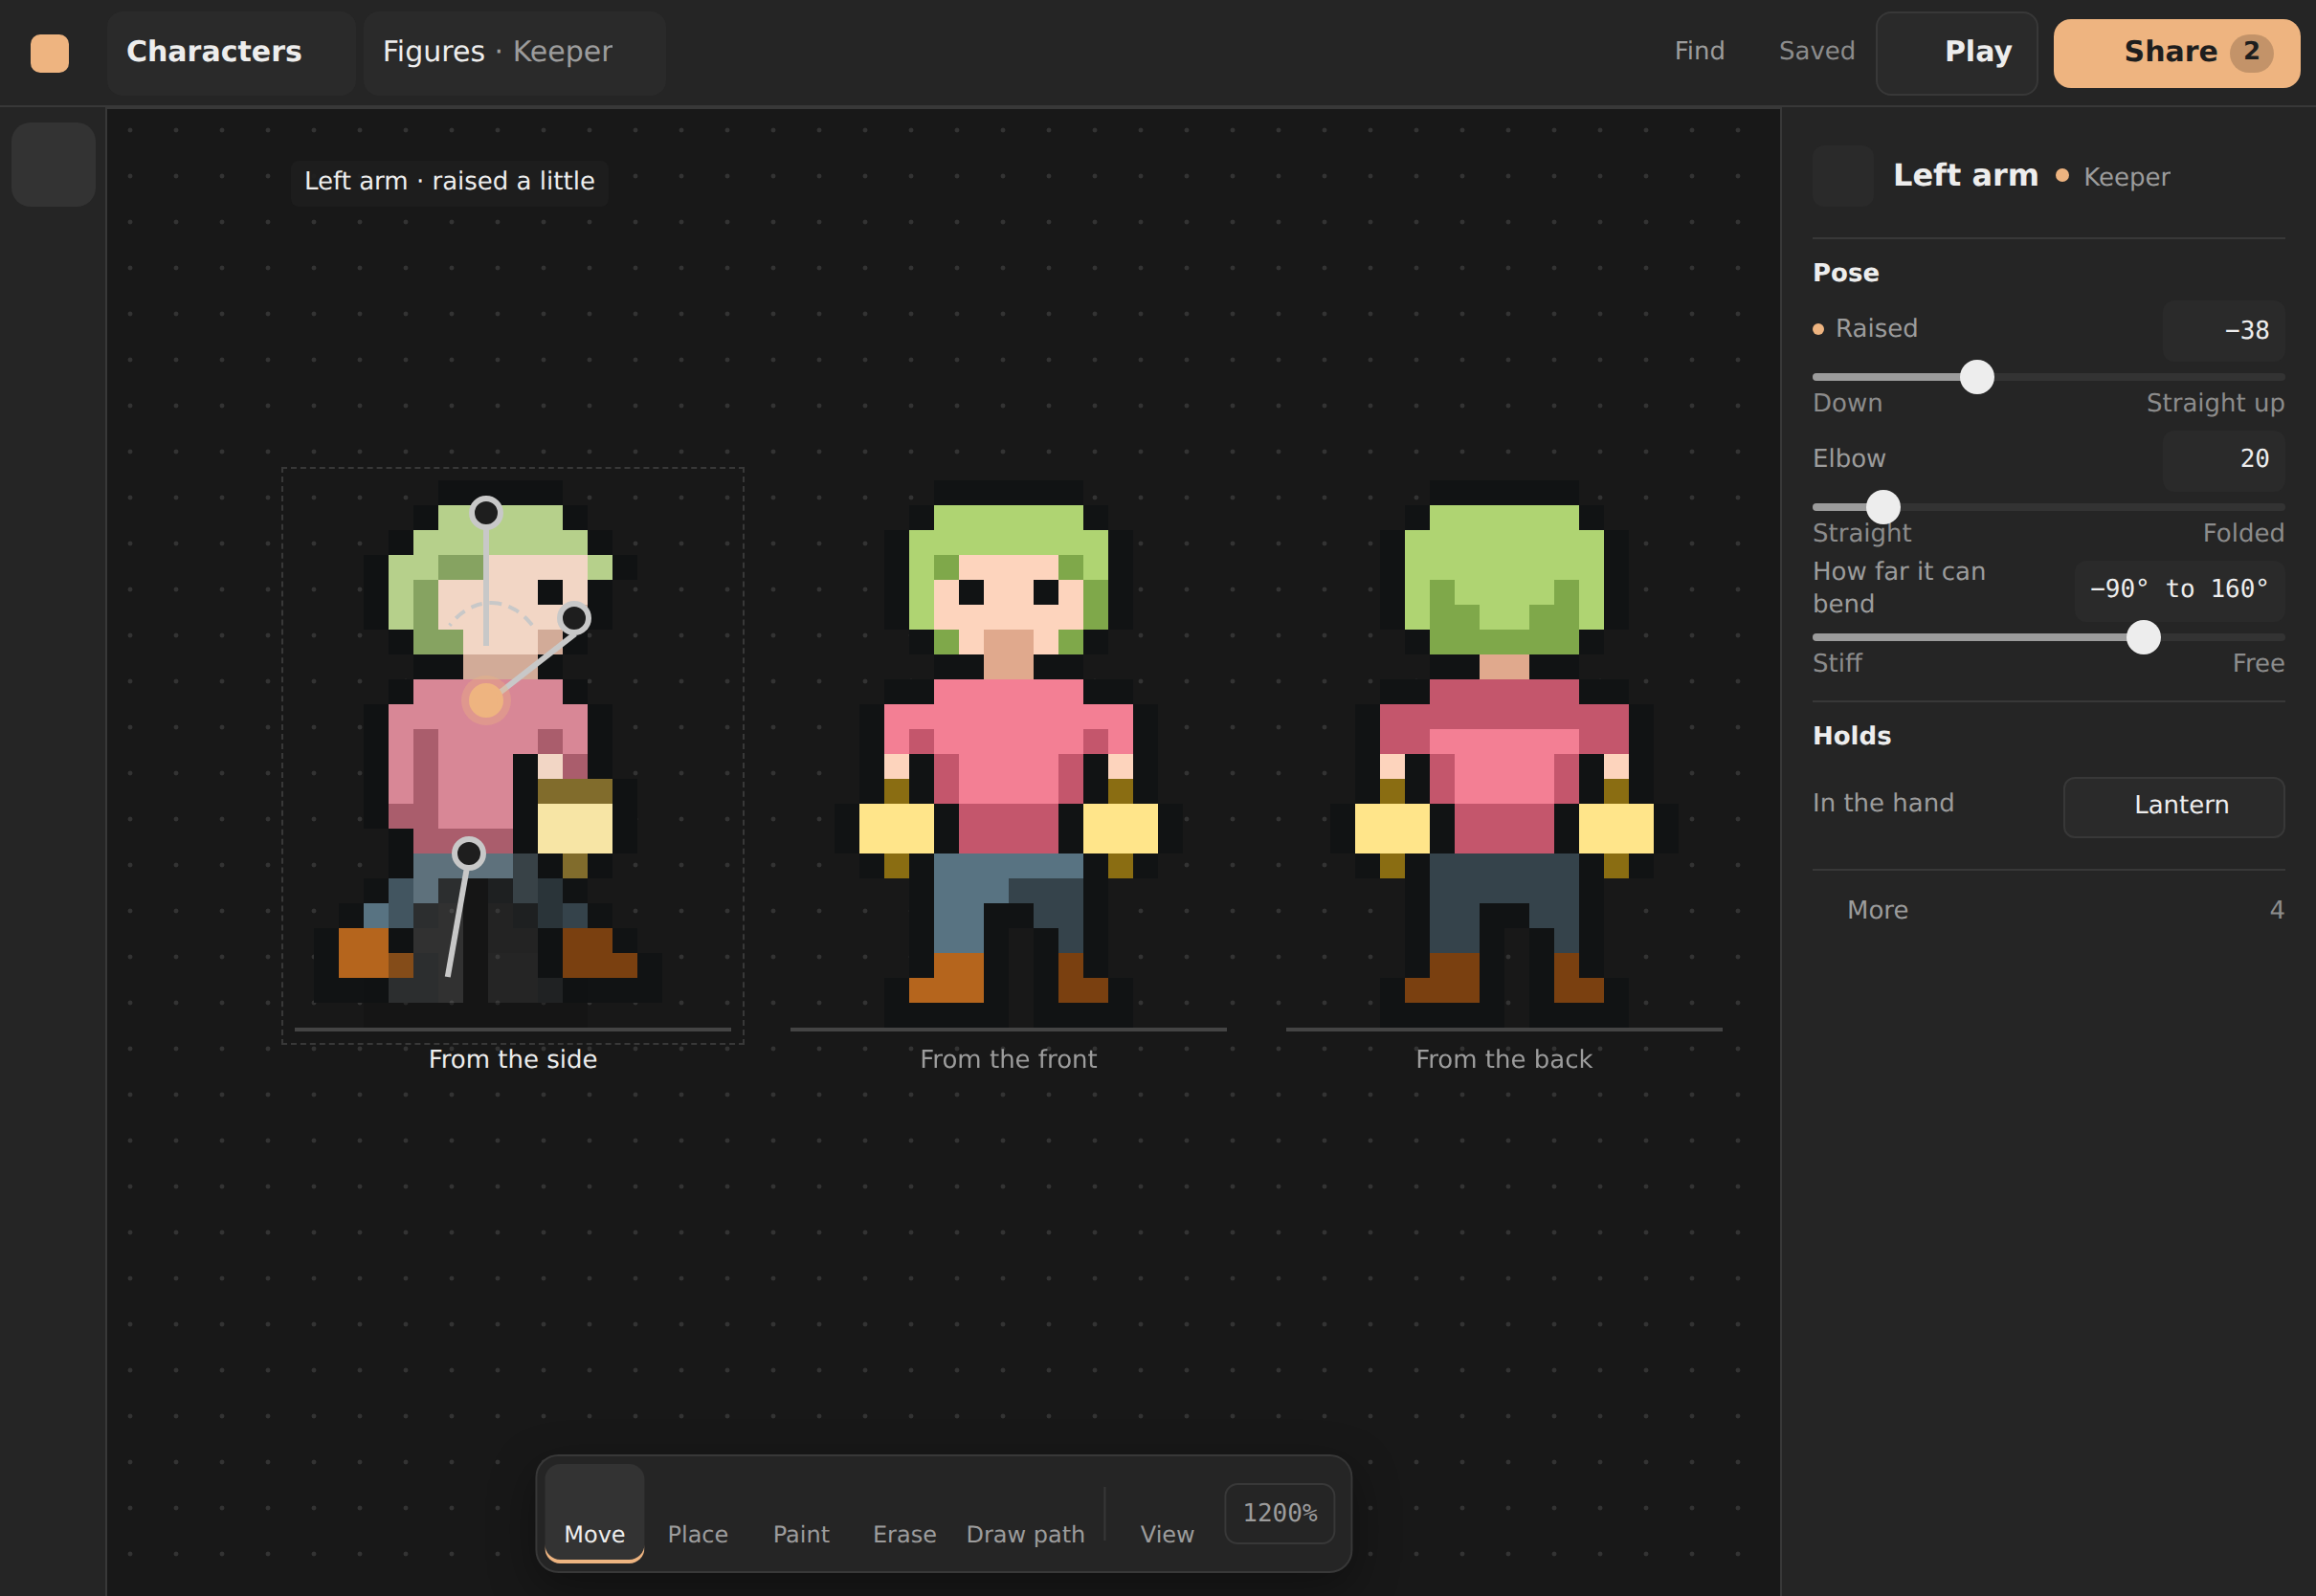 Characters
Figures · Keeper
Find
Saved
Play
Share 2
Left arm · raised a little
Left arm
Keeper
Pose
Raised
−38
Down
Straight up
Elbow
20
Straight
Folded
How far it can
bend
−90° to 160°
Stiff
Free
Holds
In the hand
Lantern
More
4
From the side
From the front
From the back
Move
Place
Paint
Erase
Draw path
View
1200%